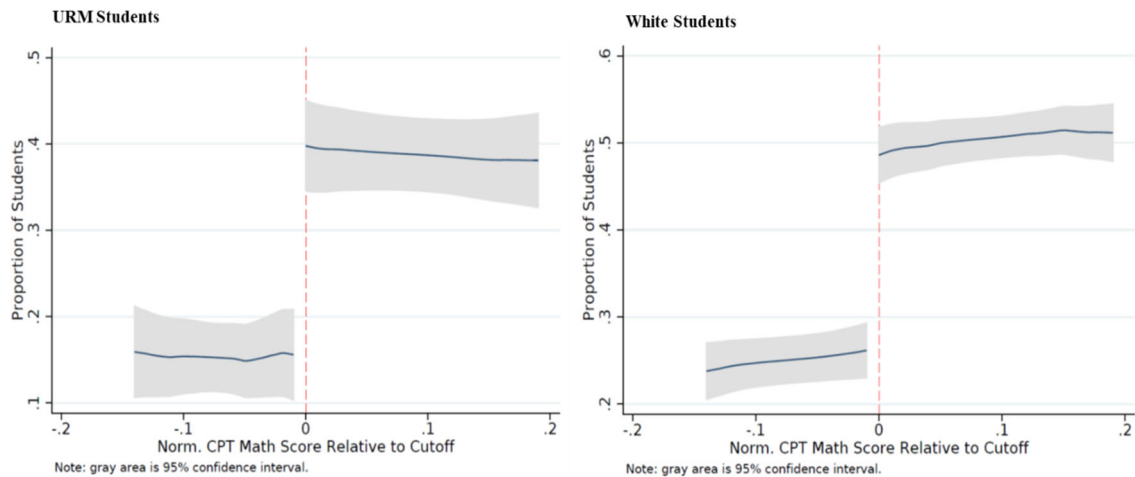 URM Students
.5
.4
.3
.2
.1
Proportion of Students
-.2 -.1 0 .1 .2
Norm. CPT Math Score Relative to Cutoff
Note: gray area is 95% confidence interval.
White Students
.6
.5
.4
.3
.2
Proportion of Students
-.2 -.1 0 .1 .2
Norm. CPT Math Score Relative to Cutoff
Note: gray area is 95% confidence interval.